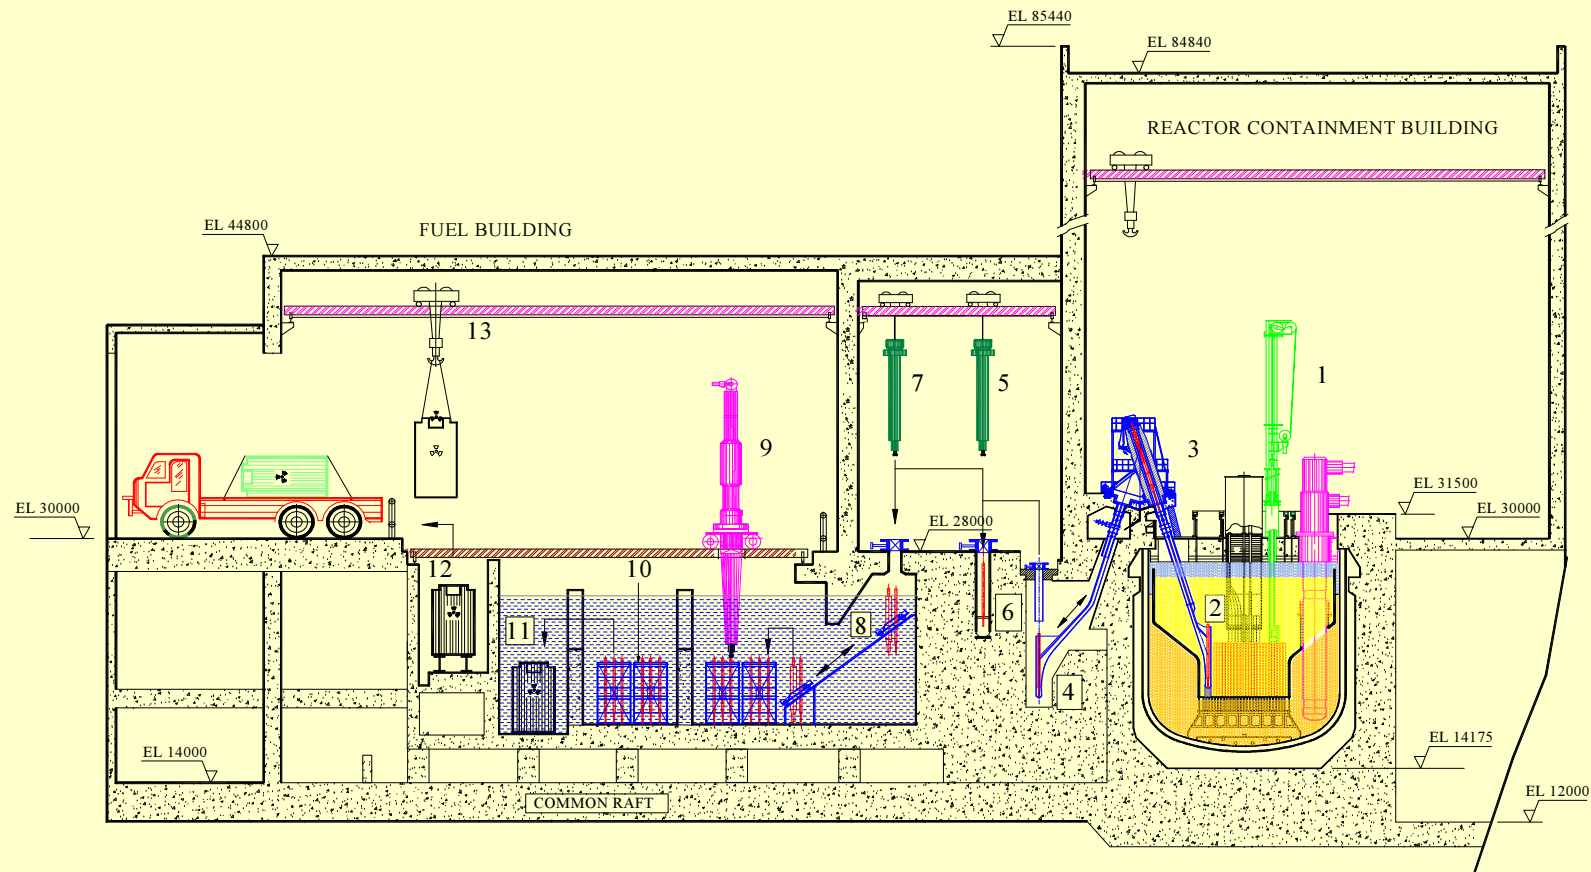 EL 85440
EL 84840
REACTOR CONTAINMENT BUILDING
EL 44800
FUEL BUILDING
13
7
5
1
9
3
EL 30000
EL 28000
EL 31500
EL 30000
12
10
11
8
6
2
4
EL 14000
EL 14175
COMMON RAFT
EL 12000